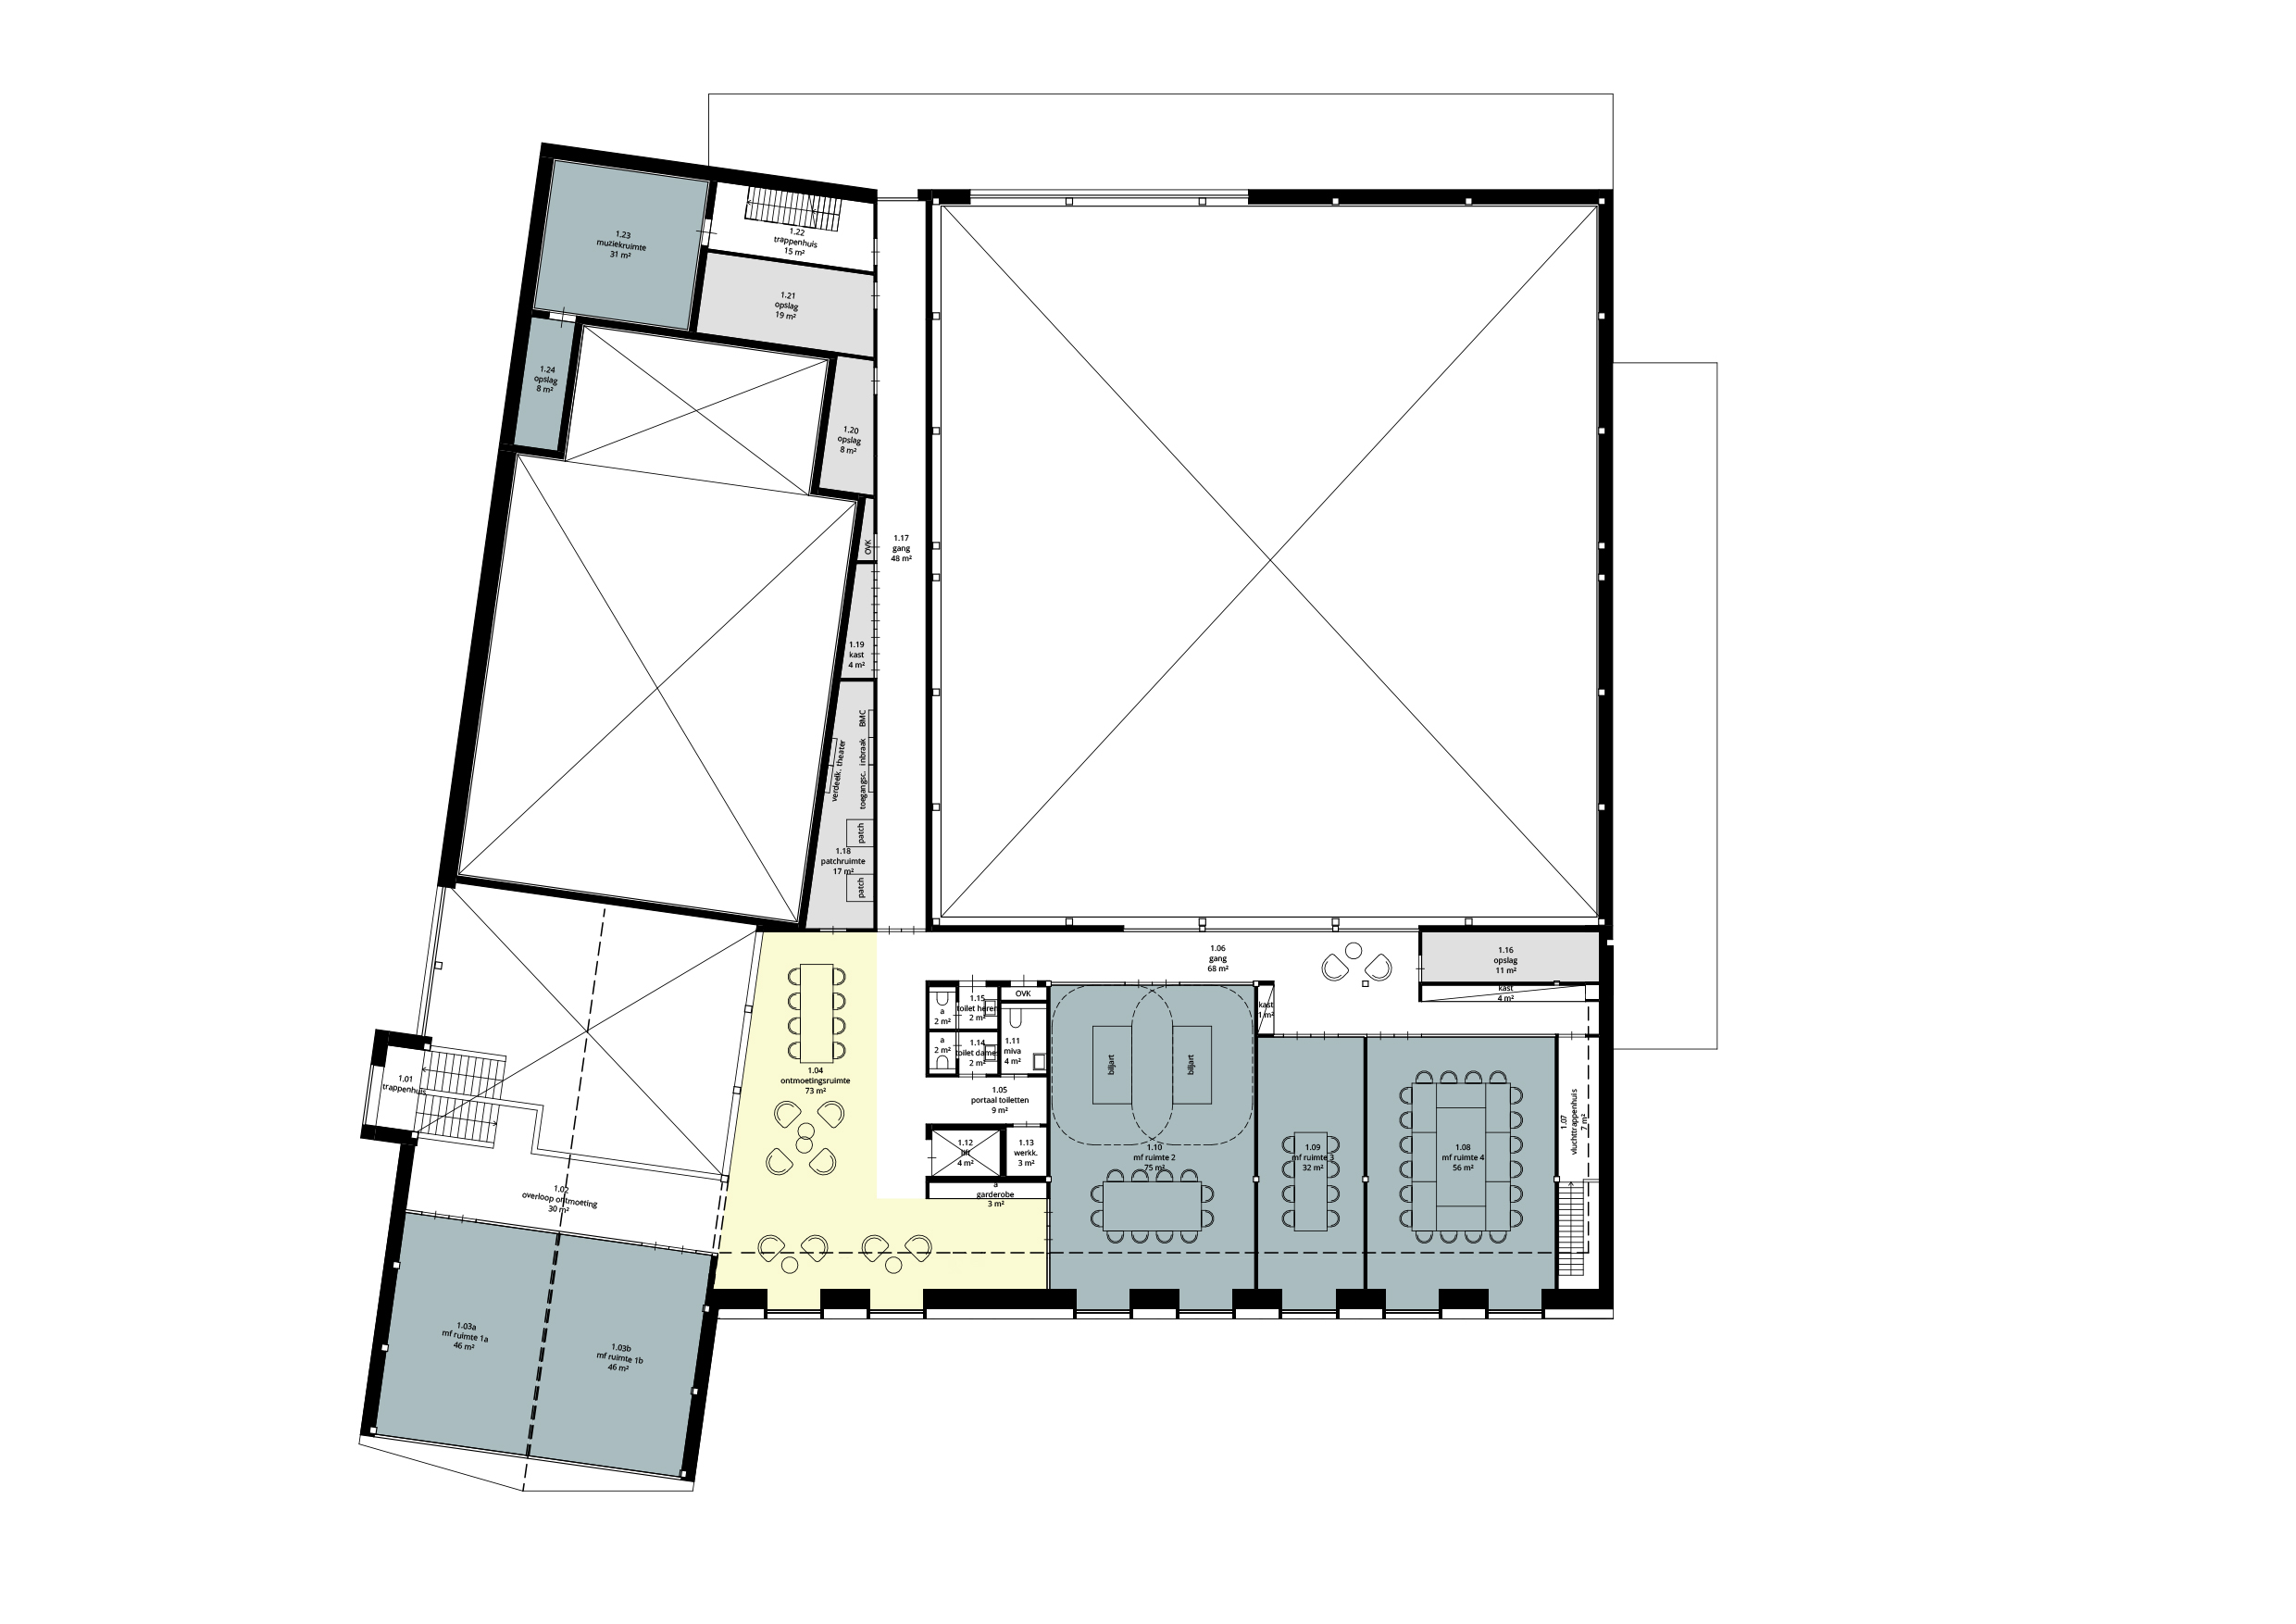 1.23
muziekruimte
31 m²
1.22
trappenhuis
15 m²
1.21
opslag
19 m²
1.24
opslag
8 m²
1.20
opslag
8 m²
OVK
1.17
gang
48 m²
1.19
kast
4 m²
BMC
inbraak
toegangsc.
verdeelk. theater
patch
1.18
patchruimte
17 m²
patch
1.06
gang
68 m²
1.16
opslag
11 m²
kast
4 m²
kast
1 m²
OVK
1.15
toilet heren
2 m²
a
2 m²
a
2 m²
1.14
toilet dames
2 m²
1.11
miva
4 m²
1.04
ontmoetingsruimte
73 m²
1.05
portaal toiletten
9 m²
biljart
biljart
1.01
trappenhuis
1.12
lift
4 m²
1.13
werkk.
3 m²
a
garderobe
3 m²
1.10
mf ruimte 2
75 m²
1.09
mf ruimte 3
32 m²
1.08
mf ruimte 4
56 m²
1.07
vluchttrappenhuis
7 m²
1.02
overloop ontmoeting
30 m²
1.03a
mf ruimte 1a
46 m²
1.03b
mf ruimte 1b
46 m²